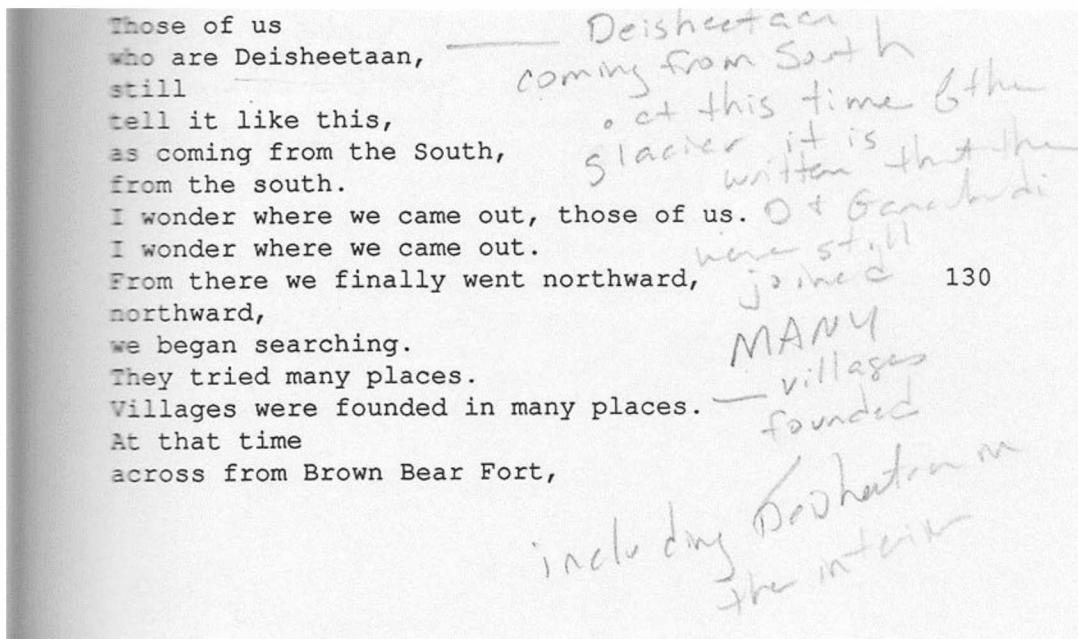 Those of us
who are Deisheetaan,
still
tell it like this,
as coming from the South,
from the south.
I wonder where we came out, those of us.
I wonder where we came out.
From there we finally went northward, 130
northward,
we began searching.
They tried many places.
Villages were founded in many places.
At that time
across from Brown Bear Fort,
Deisheetaan
coming from South
at this time the
glacier it is
written that the
D +
were still
joined
MANY
villages
founded
including Deisheetaan in
the interior